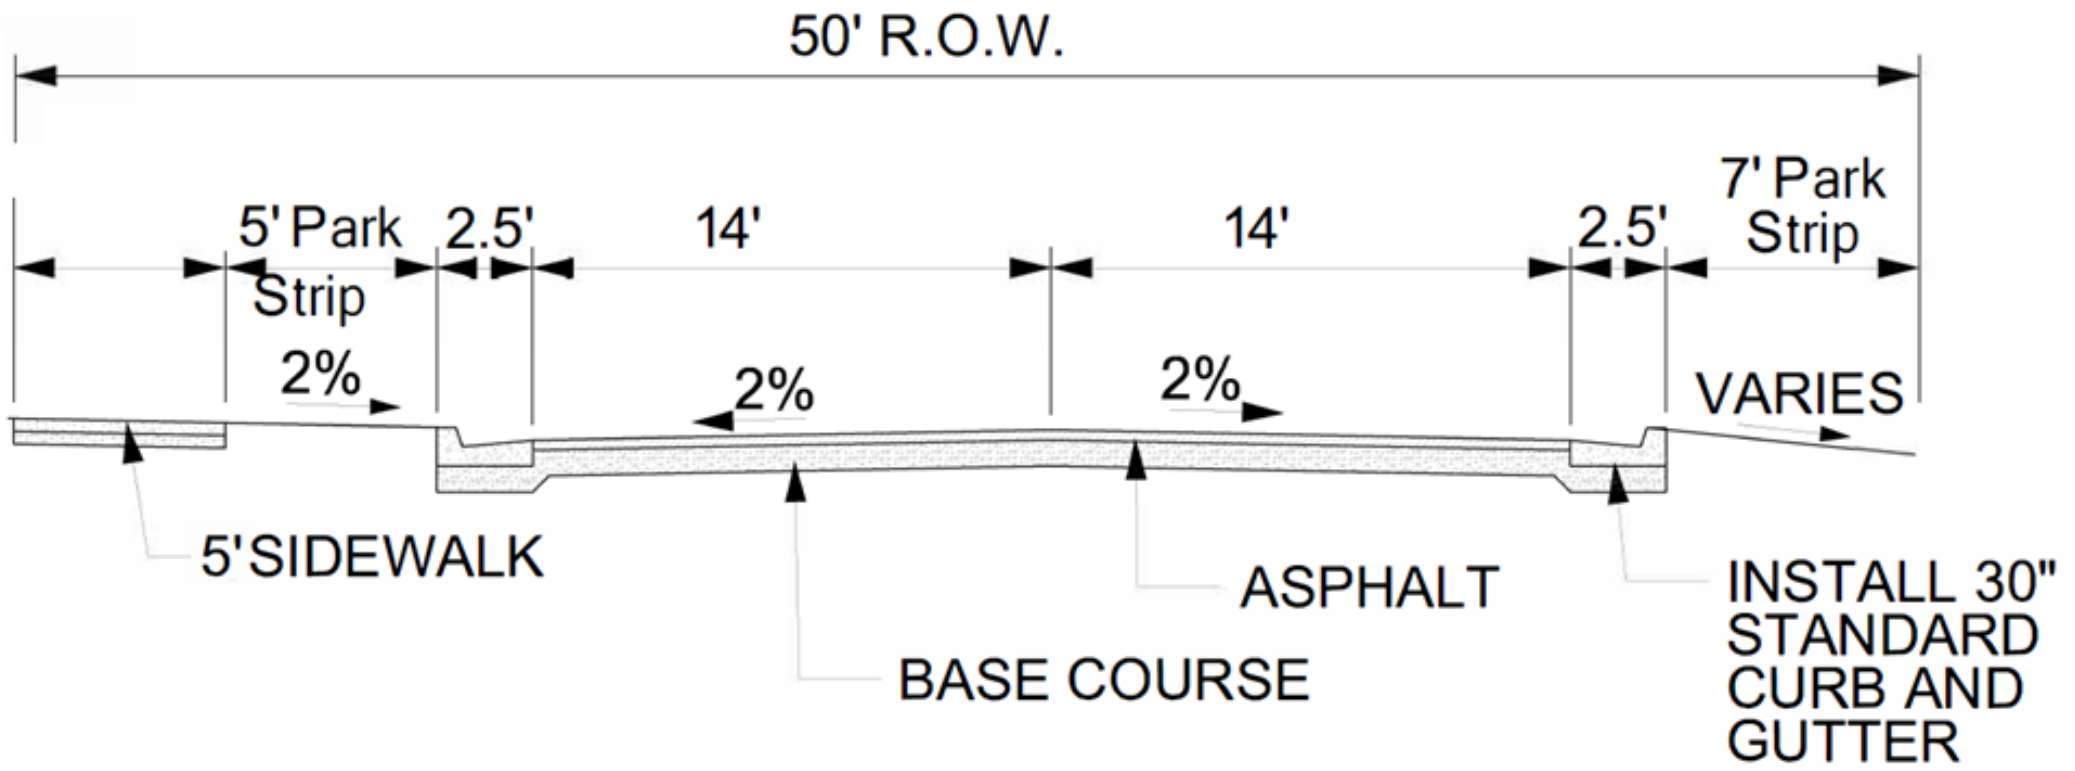 50' R.O.W.
7' Park
Strip
5' Park
Strip
2.5'
14'
14'
2.5'
2%
2%
2%
VARIES
5' SIDEWALK
ASPHALT
BASE COURSE
INSTALL 30"
STANDARD
CURB AND
GUTTER